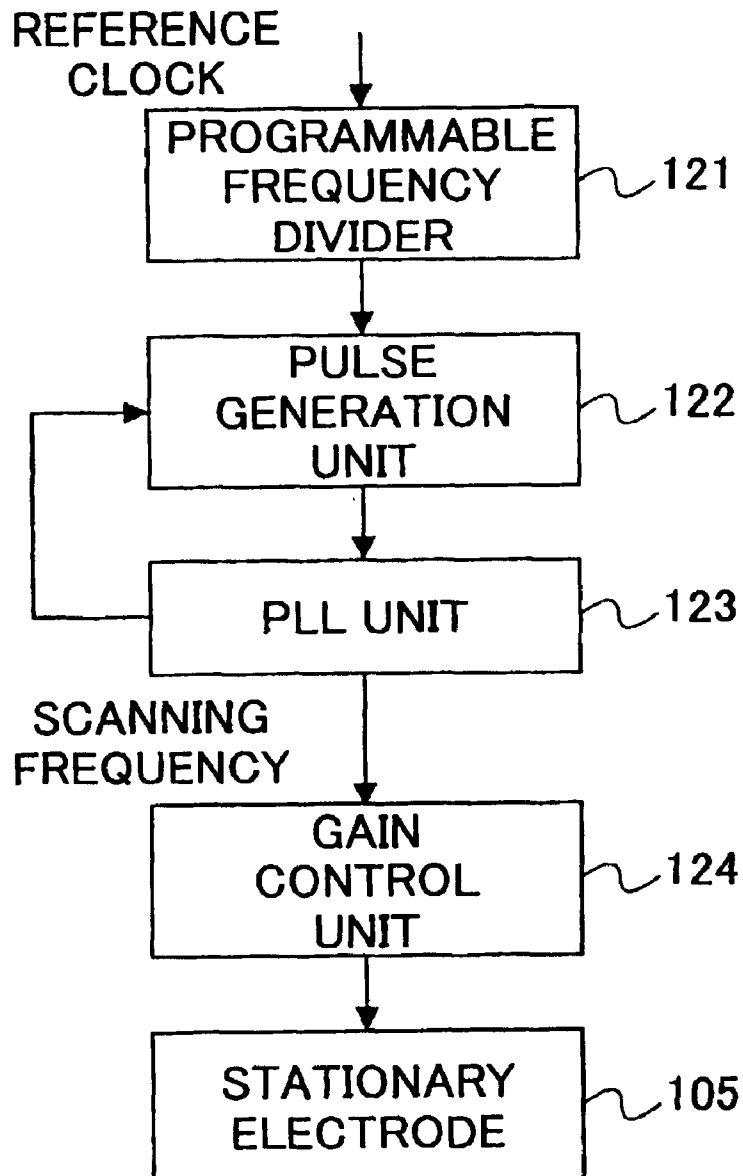 REFERENCE
CLOCK
PROGRAMMABLE
FREQUENCY
DIVIDER
121
PULSE
GENERATION
UNIT
122
PLL UNIT
123
SCANNING
FREQUENCY
GAIN
CONTROL
UNIT
124
STATIONARY
ELECTRODE
105